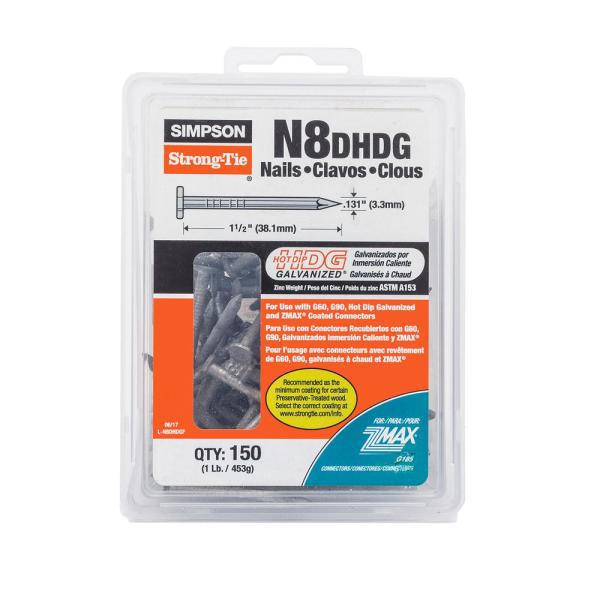 SIMPSON
Strong-Tie
®
N8DHDG
Nails•Clavos•Clous
.131" (3.3mm)
1 1/2" (38.1mm)
HOT DIP HDG
GALVANIZED®
Galvanizados por
Inmersión Caliente
Galvanisés à Chaud
Zinc Weight / Peso del Cinc / Poids du zinc ASTM A153
For Use with G60, G90, Hot Dip Galvanized
and ZMAX® Coated Connectors
Para Uso con Conectores Recubiertos con G60,
G90, Galvanizados Inmersión Caliente y ZMAX®
Pour l'usage avec connecteurs avec revêtement
de G60, G90, galvanisés à chaud et ZMAX®
Recommended as the
minimum coating for certain
Preservative-Treated wood.
Select the correct coating at
www.strongtie.com/info.
06/17
L-N8DHDGF
QTY: 150
(1 Lb. / 453g)
FOR:/PARA:/POUR:
ZMAX®
G185
CONNECTORS/CONECTORES/